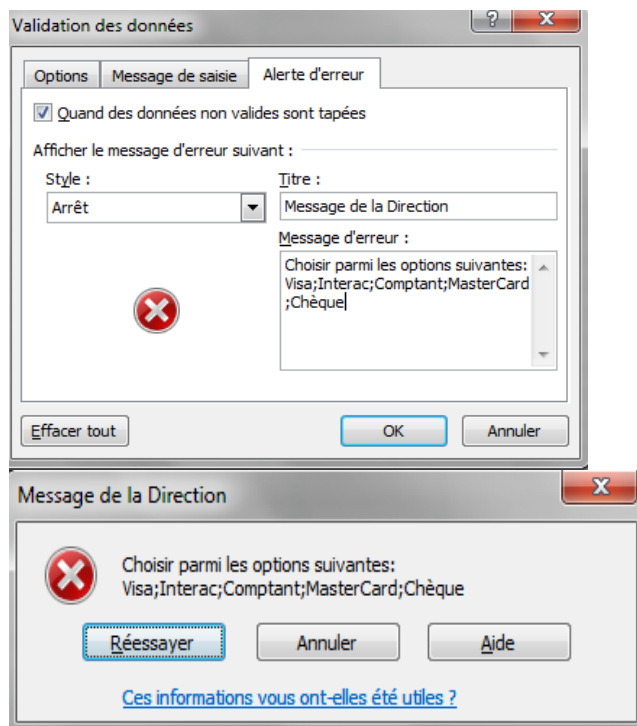 Validation des données
Options Message de saisie Alerte d'erreur
Quand des données non valides sont tapées
Afficher le message d'erreur suivant :
Style : Titre :
Arrêt Message de la Direction
Message d'erreur :
Choisir parmi les options suivantes:
Visa;Interac;Comptant;MasterCard
;Chèque
Effacer tout OK Annuler
Message de la Direction
Choisir parmi les options suivantes:
Visa;Interac;Comptant;MasterCard;Chèque
Réessayer Annuler Aide
Ces informations vous ont-elles été utiles ?